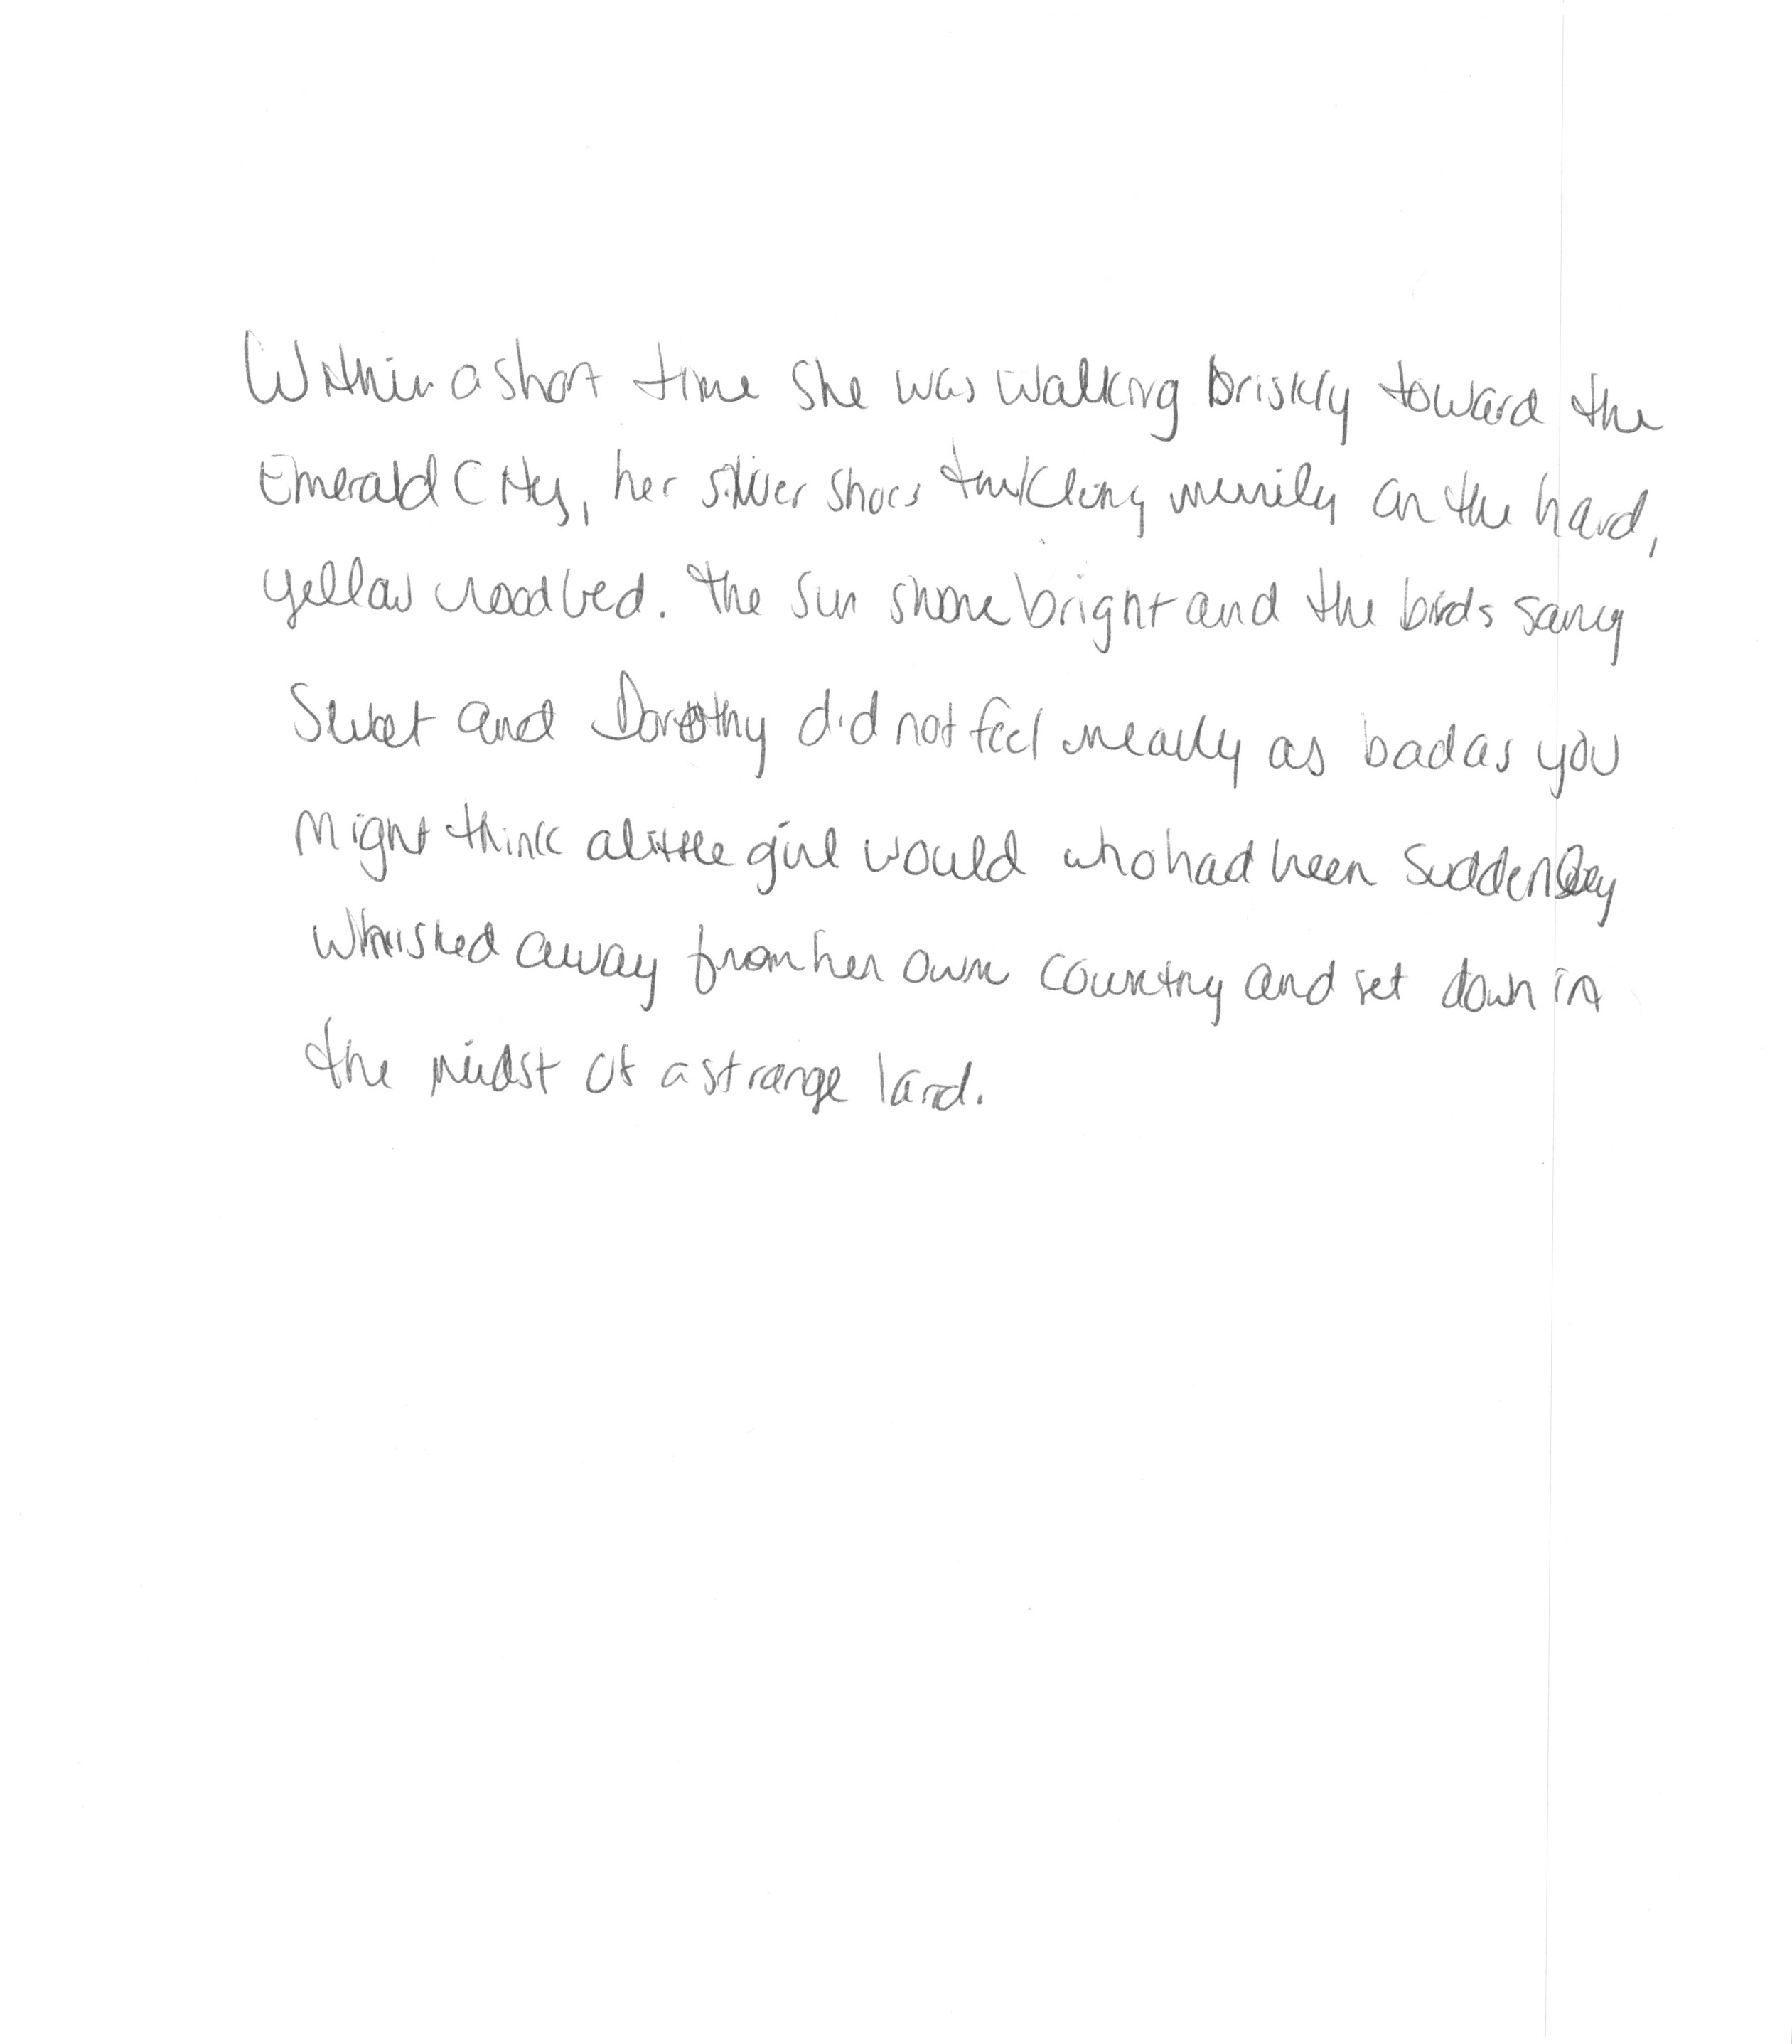 Within a short time she was walking briskly toward the
Emerald City, her silver shoes tinkling merrily on the hard,
yellow roadbed. The sun shone bright and the birds sang
sweet and Dorothy did not feel nearly as bad as you
might think a little girl would who had been suddenly
whisked away from her own country and set down in
the midst of a strange land.